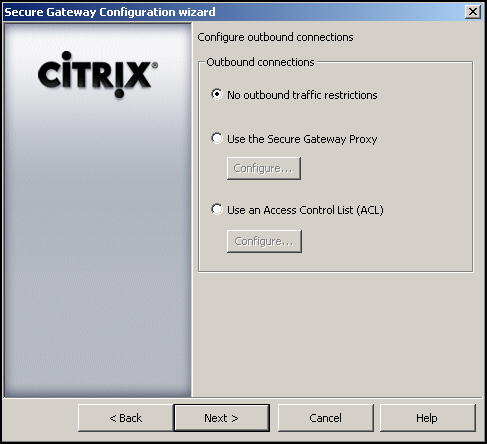 Secure Gateway Configuration wizard
CITRIX®
Configure outbound connections
Outbound connections
No outbound traffic restrictions
Use the Secure Gateway Proxy
Configure...
Use an Access Control List (ACL)
Configure...
< Back
Next >
Cancel
Help